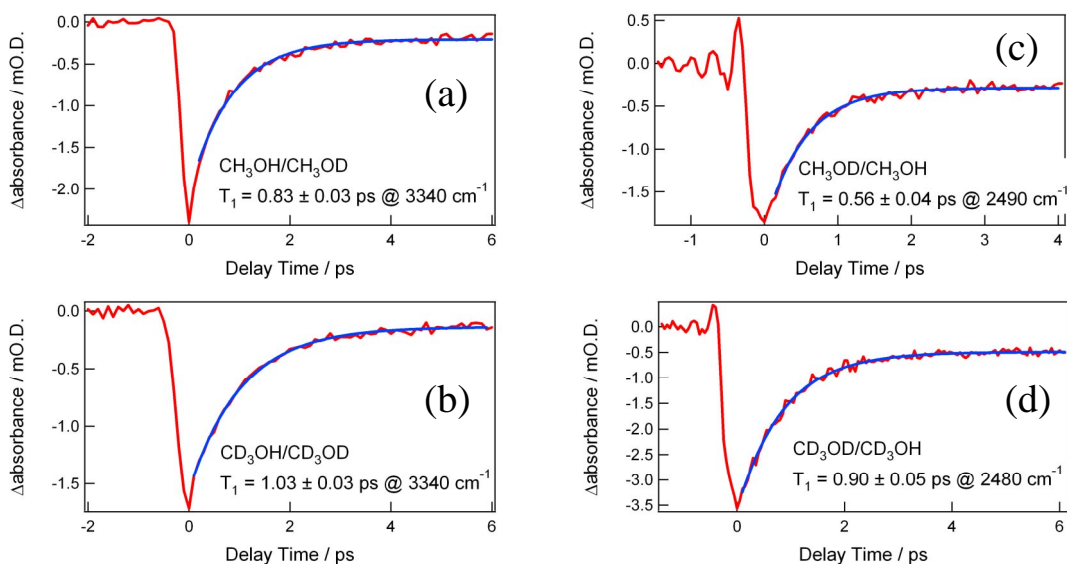 0.0
-0.5
-1.0
-1.5
-2.0
Δabsorbance / mO.D.
(a)
CH₃OH/CH₃OD
T₁ = 0.83 ± 0.03 ps @ 3340 cm⁻¹
-2 0 2 4 6
Delay Time / ps
0.5
0.0
-0.5
-1.0
-1.5
Δabsorbance / mO.D.
(c)
CH₃OD/CH₃OH
T₁ = 0.56 ± 0.04 ps @ 2490 cm⁻¹
-1 0 1 2 3 4
Delay Time / ps
0.0
-0.5
-1.0
-1.5
Δabsorbance / mO.D.
(b)
CD₃OH/CD₃OD
T₁ = 1.03 ± 0.03 ps @ 3340 cm⁻¹
-2 0 2 4 6
Delay Time / ps
0.0
-0.5
-1.0
-1.5
-2.0
-2.5
-3.0
-3.5
Δabsorbance / mO.D.
(d)
CD₃OD/CD₃OH
T₁ = 0.90 ± 0.05 ps @ 2480 cm⁻¹
0 2 4 6
Delay Time / ps